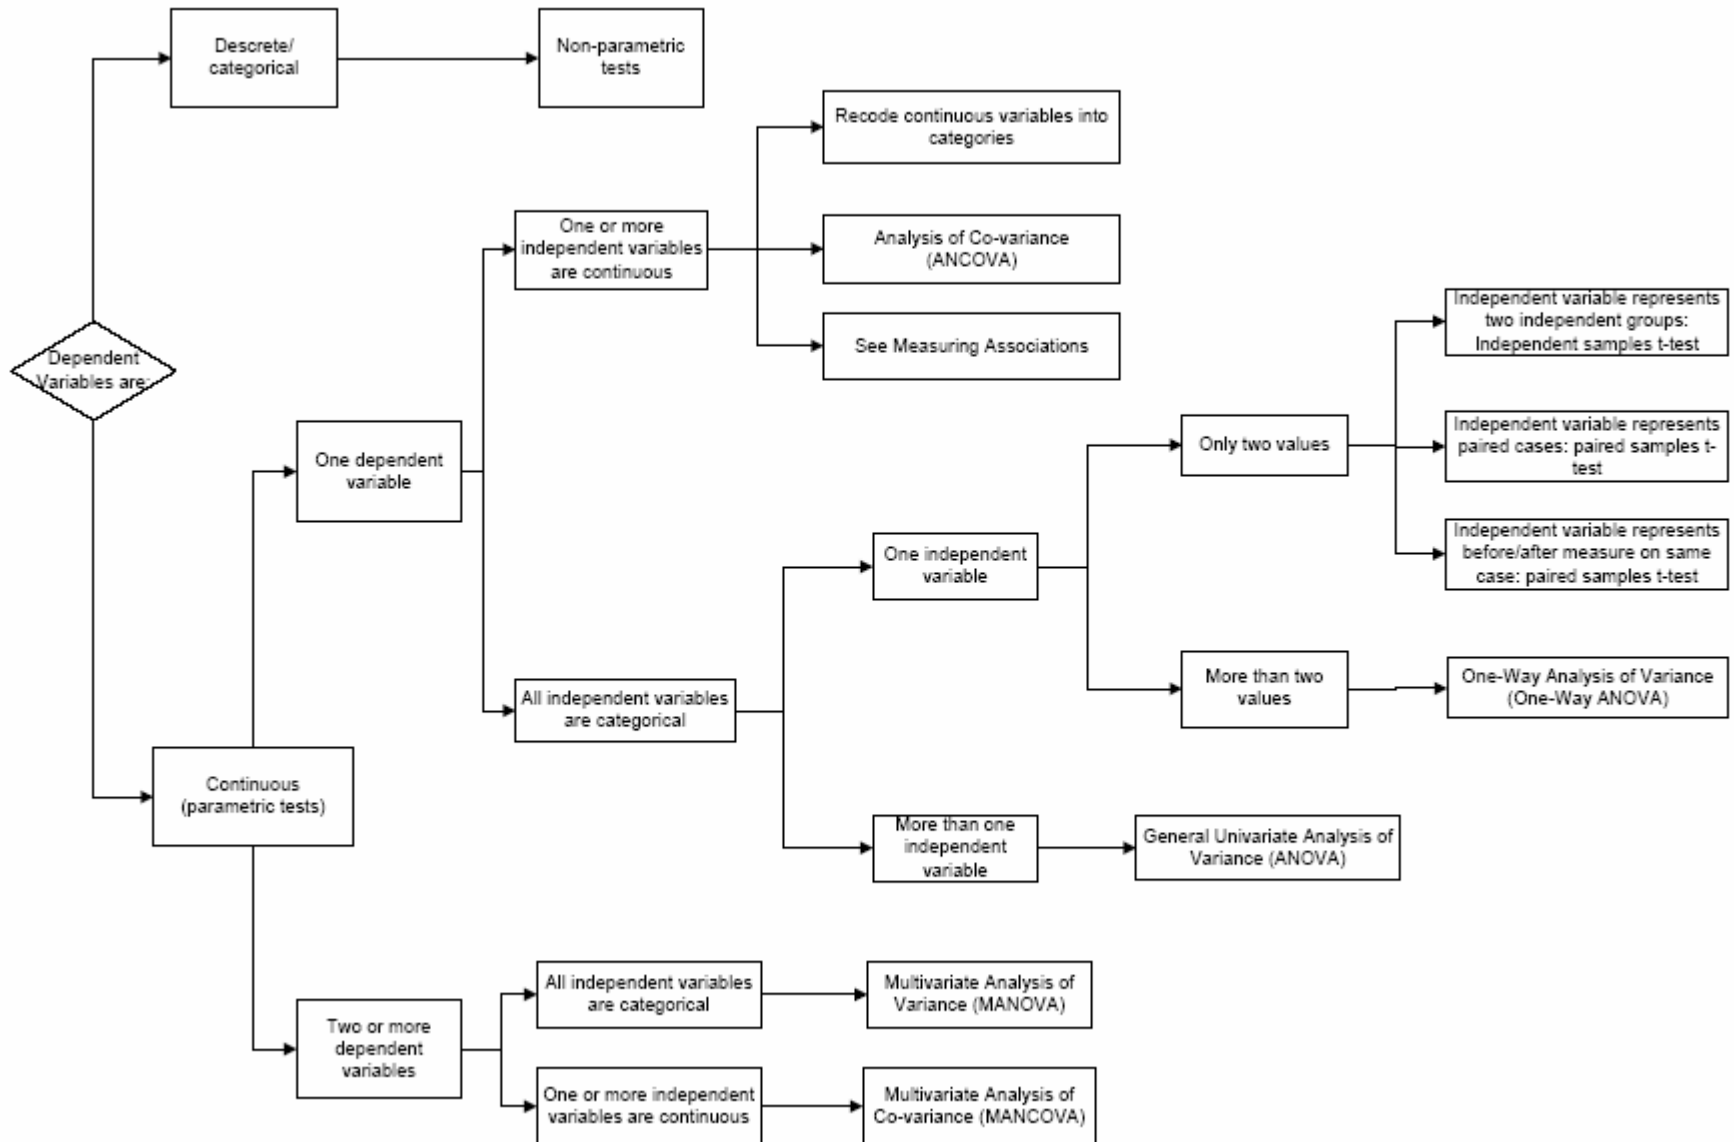 Descrete/
categorical
Non-parametric
tests
Recode continuous variables into
categories
One or more
independent variables
are continuous
Analysis of Co-variance
(ANCOVA)
See Measuring Associations
Dependent
Variables are:
One dependent
variable
Only two values
Independent variable represents
two independent groups:
Independent samples t-test
Independent variable represents
paired cases: paired samples t-
test
Independent variable represents
before/after measure on same
case: paired samples t-test
One independent
variable
All independent variables
are categorical
More than two
values
One-Way Analysis of Variance
(One-Way ANOVA)
Continuous
(parametric tests)
More than one
independent
variable
General Univariate Analysis of
Variance (ANOVA)
Two or more
dependent
variables
All independent variables
are categorical
Multivariate Analysis of
Variance (MANOVA)
One or more independent
variables are continuous
Multivariate Analysis of
Co-variance (MANCOVA)